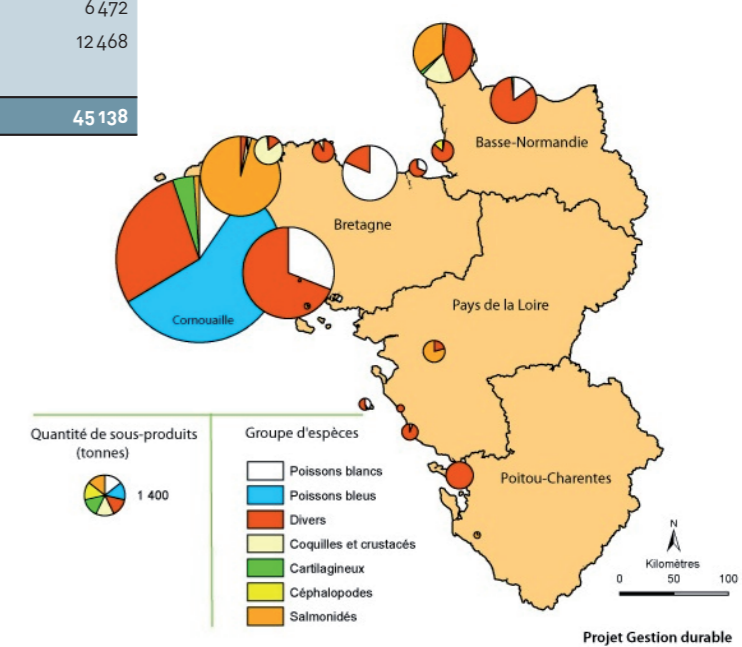 6 472
12 468
45 138
Basse-Normandie
Bretagne
Pays de la Loire
Cornouaille
Poitou-Charentes
Quantité de sous-produits
(tonnes)
1 400
Groupe d'espèces
Poissons blancs
Poissons bleus
Divers
Coquilles et crustacés
Cartilagineux
Céphalopodes
Salmonidés
N
Kilomètres
0 50 100
Projet Gestion durable